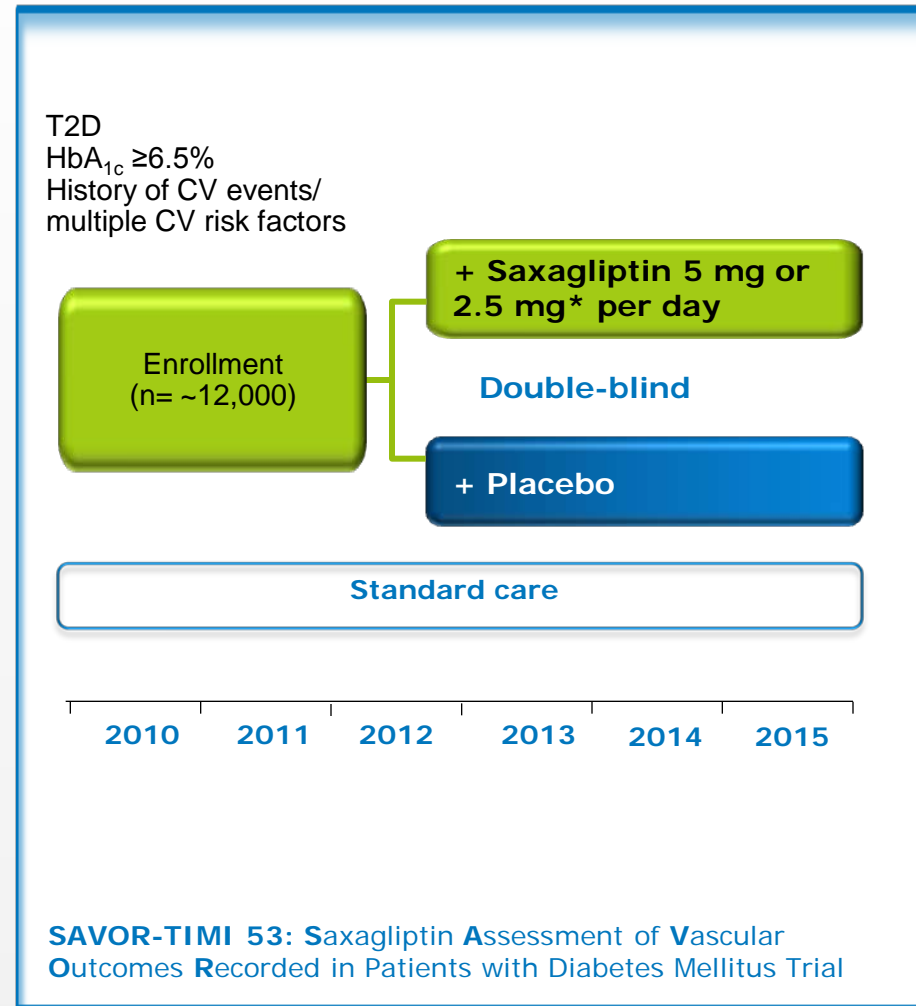 T2D
HbA1c ≥6.5%
History of CV events/
multiple CV risk factors
+ Saxagliptin 5 mg or
2.5 mg* per day
Enrollment
(n= ~12,000)
Double-blind
+ Placebo
Standard care
2010 2011 2012 2013 2014 2015
SAVOR-TIMI 53: Saxagliptin Assessment of Vascular
Outcomes Recorded in Patients with Diabetes Mellitus Trial